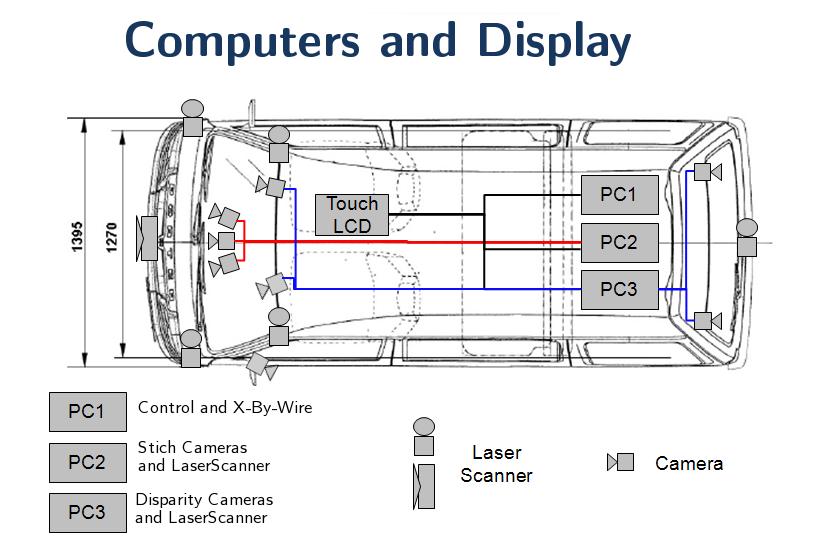 Computers and Display
1395
1270
Touch
LCD
PC1
PC2
PC3
PC1
Control and X-By-Wire
PC2
Stich Cameras
and LaserScanner
PC3
Disparity Cameras
and LaserScanner
Laser
Scanner
Camera